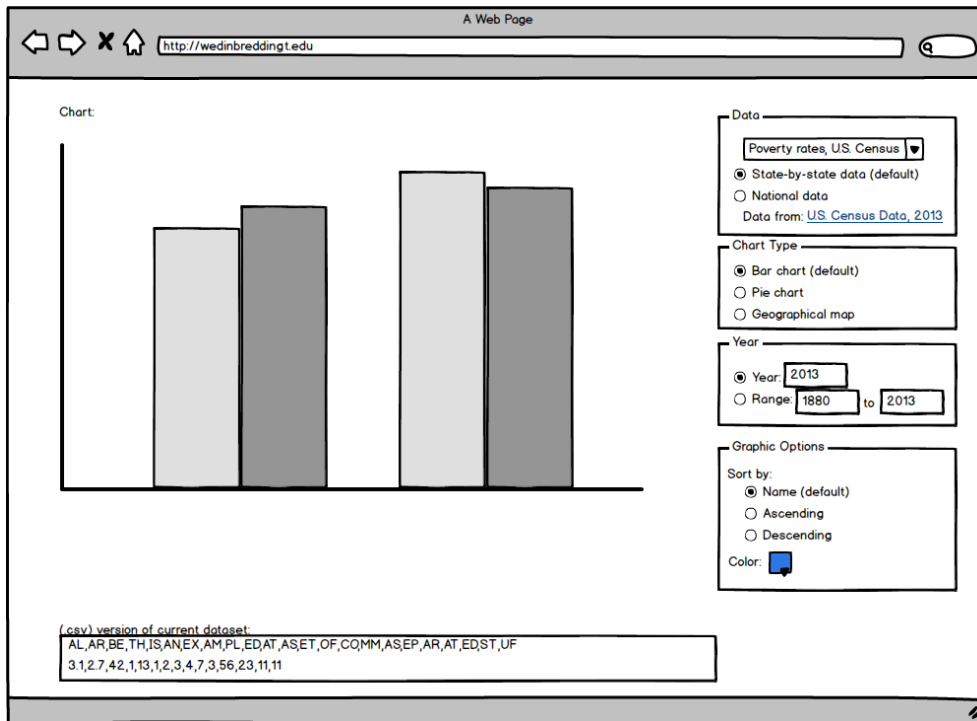 A Web Page
http://wedinbreddingt.edu
Chart:
Data
Poverty rates, U.S. Census
State-by-state data (default)
National data
Data from: U.S. Census Data, 2013
Chart Type
Bar chart (default)
Pie chart
Geographical map
Year
Year: 2013
Range: 1880 to 2013
Graphic Options
Sort by:
Name (default)
Ascending
Descending
Color:
(.csv) version of current dataset:
AL,AR,BE,TH,IS,AN,EX,AM,PL,ED,AT,AS,ET,OF,CO,MM,AS,EP,AR,AT,ED,ST,UF
3.1,2.7,42,1,13,1,2,3,4,7,3,56,23,11,11